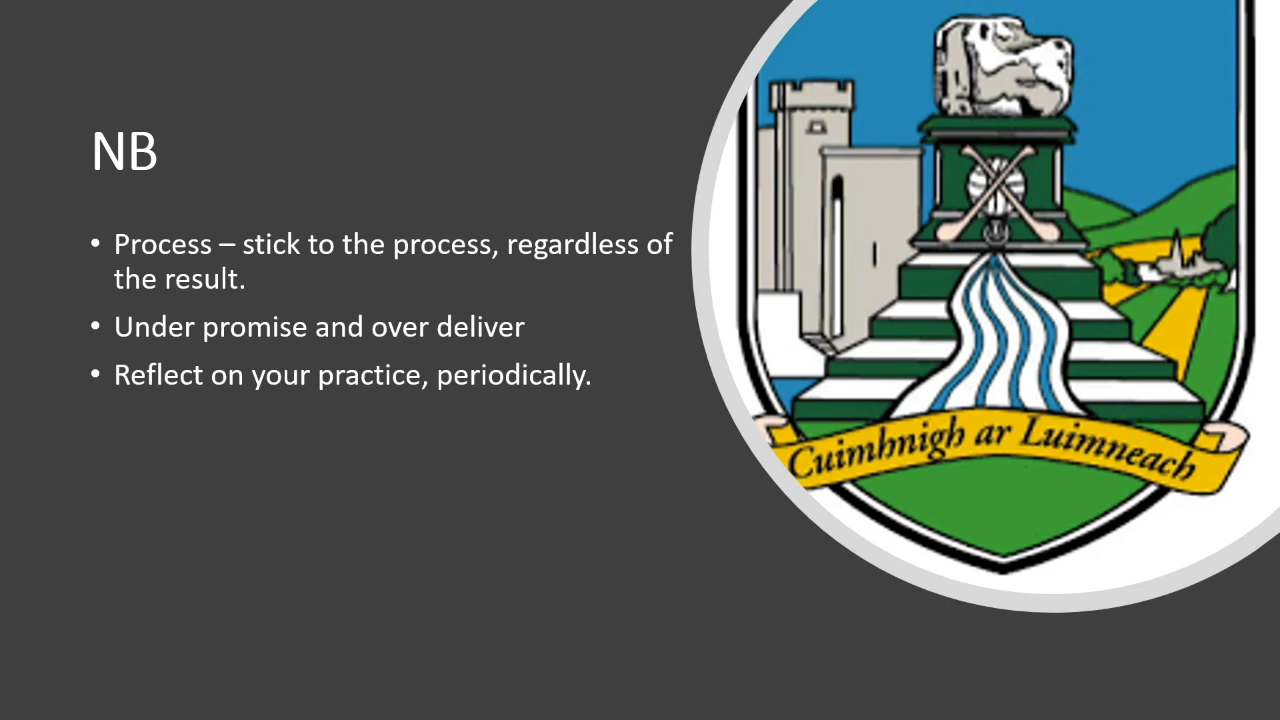 NB
• Process – stick to the process, regardless of
the result.
• Under promise and over deliver
• Reflect on your practice, periodically.
Cuimhnigh ar Luimneach